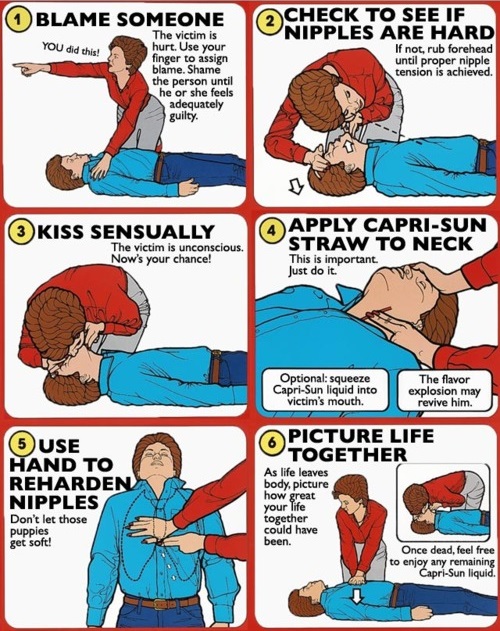 1 BLAME SOMEONE
YOU did this!
The victim is
hurt. Use your
finger to assign
blame. Shame
the person until
he or she feels
adequately
guilty.
2 CHECK TO SEE IF
NIPPLES ARE HARD
If not, rub forehead
until proper nipple
tension is achieved.
3 KISS SENSUALLY
The victim is unconscious.
Now's your chance!
4 APPLY CAPRI-SUN
STRAW TO NECK
This is important.
Just do it.
Optional: squeeze
Capri-Sun liquid into
victim's mouth.
The flavor
explosion may
revive him.
5 USE
HAND TO
REHARDEN
NIPPLES
Don't let those
puppies
get soft!
6 PICTURE LIFE
TOGETHER
As life leaves
body, picture
how great
your life
together
could have
been.
Once dead, feel free
to enjoy any remaining
Capri-Sun liquid.